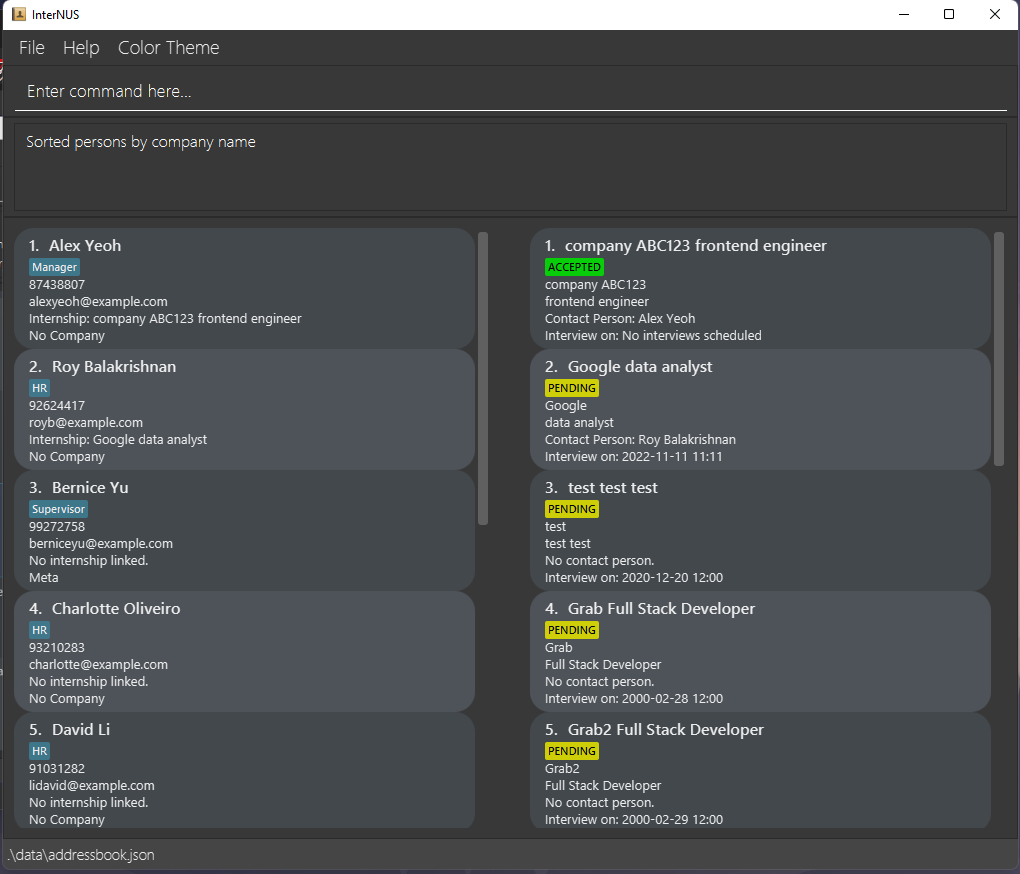 InterNUS
File Help Color Theme
Enter command here...
Sorted persons by company name
1. Alex Yeoh
Manager
87438807
alexyeoh@example.com
Internship: company ABC123 frontend engineer
No Company
2. Roy Balakrishnan
HR
92624417
royb@example.com
Internship: Google data analyst
No Company
3. Bernice Yu
Supervisor
99272758
berniceyu@example.com
No internship linked.
Meta
4. Charlotte Oliveiro
HR
93210283
charlotte@example.com
No internship linked.
No Company
5. David Li
HR
91031282
lidavid@example.com
No internship linked.
No Company
1. company ABC123 frontend engineer
ACCEPTED
company ABC123
frontend engineer
Contact Person: Alex Yeoh
Interview on: No interviews scheduled
2. Google data analyst
PENDING
Google
data analyst
Contact Person: Roy Balakrishnan
Interview on: 2022-11-11 11:11
3. test test test
PENDING
test
test test
No contact person.
Interview on: 2020-12-20 12:00
4. Grab Full Stack Developer
PENDING
Grab
Full Stack Developer
No contact person.
Interview on: 2000-02-28 12:00
5. Grab2 Full Stack Developer
PENDING
Grab2
Full Stack Developer
No contact person.
Interview on: 2000-02-29 12:00
.\data\addressbook.json